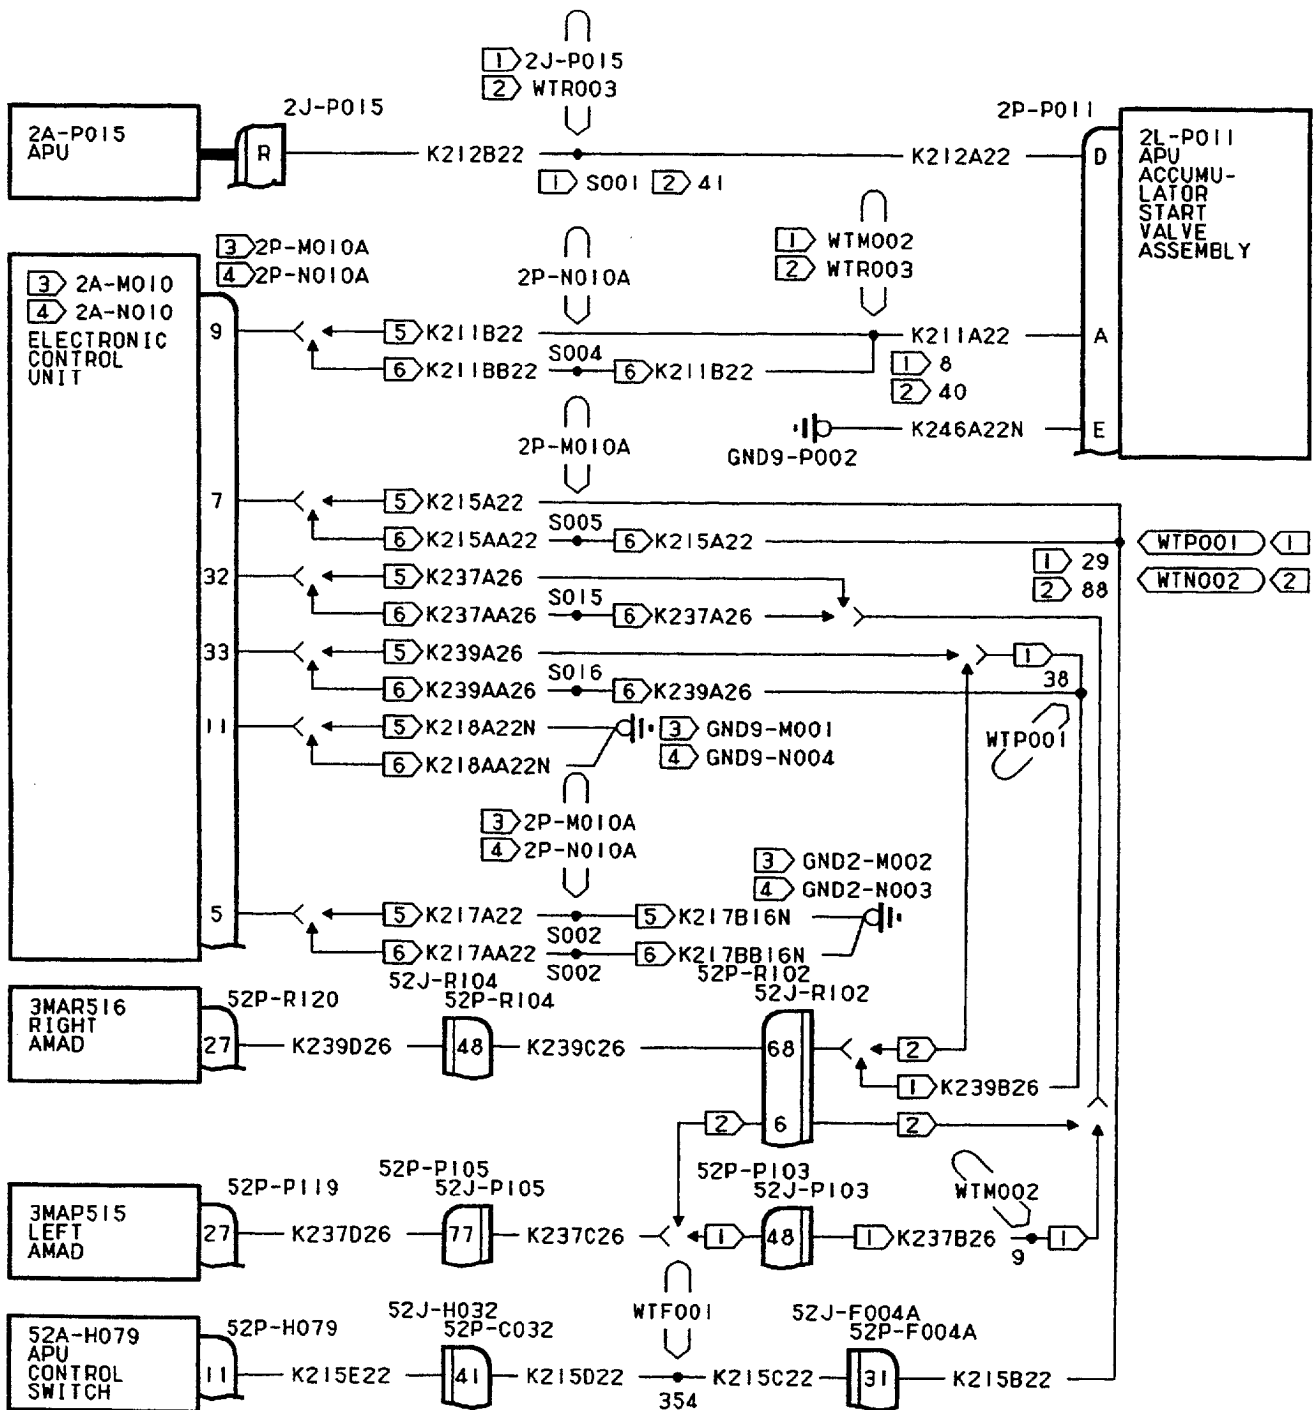 1 2J-P015
2 WTR003
2J-P015
2P-P011
2A-P015
APU
R
K212B22
K212A22
D
2L-P011
APU
ACCUMU-
LATOR
START
VALVE
ASSEMBLY
1 S001 2 41
3 2P-M010A
4 2P-N010A
1 WTM002
2 WTR003
2P-N010A
3 2A-M010
4 2A-N010
ELECTRONIC
CONTROL
UNIT
9
5 K211B22
K211A22
A
6 K211BB22
S004
6 K211B22
1 8
2 40
K246A22N
E
GND9-P002
2P-M010A
7
5 K215A22
6 K215AA22
S005
6 K215A22
1 29
2 88
WTP001 1
WTN002 2
32
5 K237A26
6 K237AA26
S015
6 K237A26
33
5 K239A26
1
38
6 K239AA26
S016
6 K239A26
WTP001
11
5 K218A22N
3 GND9-M001
6 K218AA22N
4 GND9-N004
3 2P-M010A
4 2P-N010A
3 GND2-M002
4 GND2-N003
5
5 K217A22
S002
5 K217B16N
6 K217AA22
S002
6 K217BB16N
3MAR516
RIGHT
AMAD
52P-R120
52J-R104
52P-R104
52P-R102
52J-R102
27
K239D26
48
K239C26
68
2
1 K239B26
2
6
2
3MAP515
LEFT
AMAD
52P-P119
52P-P105
52J-P105
52P-P103
52J-P103
WTM002
27
K237D26
77
K237C26
1
48
1 K237B26
9
1
52A-H079
APU
CONTROL
SWITCH
52P-H079
52J-H032
52P-C032
WTF001
52J-F004A
52P-F004A
11
K215E22
41
K215D22
354
K215C22
31
K215B22